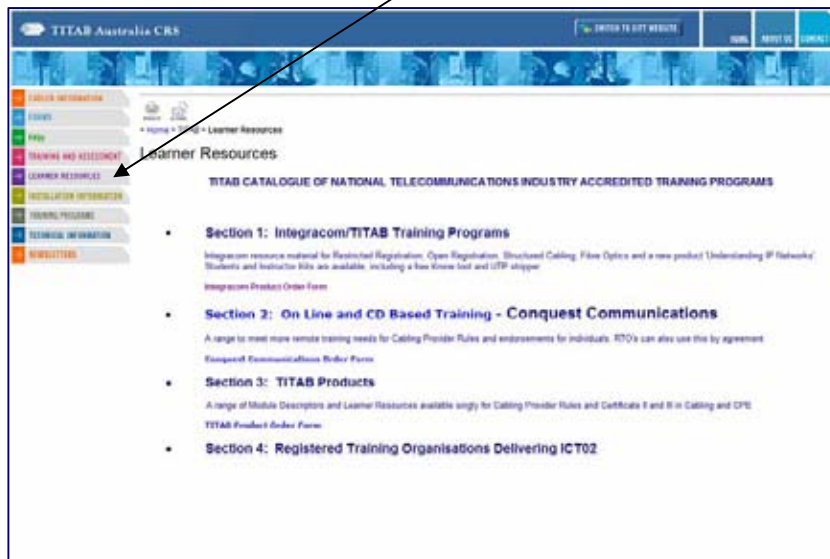 TITAB Australia CRS
SWITCH TO LITE WEBSITE
HOME
ABOUT US
CONTACT
CAREER INFORMATION
FORMS
FAQs
TRAINING AND ASSESSMENT
LEARNER RESOURCES
INSTALLATION INFORMATION
TRAINING PROGRAMS
TECHNICAL INFORMATION
NEWSLETTERS
Home • TITAB • Learner Resources
Learner Resources
TITAB CATALOGUE OF NATIONAL TELECOMMUNICATIONS INDUSTRY ACCREDITED TRAINING PROGRAMS
• Section 1: Integracom/TITAB Training Programs
Integracom resource material for Restricted Registration, Open Registration, Structured Cabling, Fibre Optics and a new product 'Understanding IP Networks'.
Students and Instructor Kits are available, including a free Krone tool and UTP stripper
Integracom Product Order Form
• Section 2: On Line and CD Based Training - Conquest Communications
A range to meet more remote training needs for Cabling Provider Rules and endorsements for individuals. RTO's can also use this by agreement
Conquest Communications Order Form
• Section 3: TITAB Products
A range of Module Descriptors and Learner Resources available singly for Cabling Provider Rules and Certificate II and III in Cabling and CPE
TITAB Product Order Form
• Section 4: Registered Training Organisations Delivering ICT02